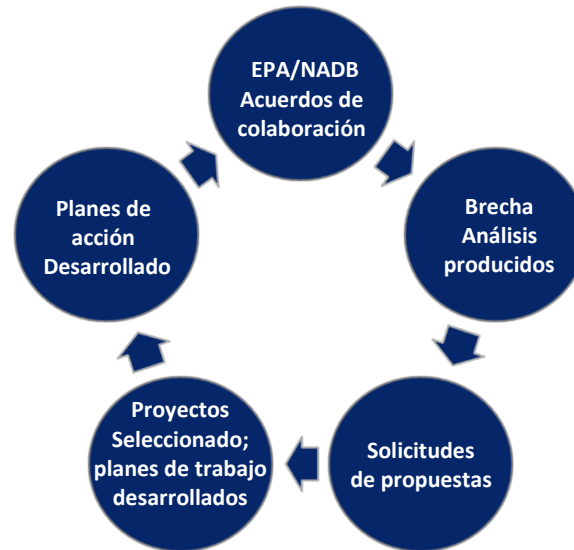 EPA/NADB
Acuerdos de
colaboración
Brecha
Análisis
producidos
Solicitudes
de propuestas
Proyectos
Seleccionado;
planes de trabajo
desarrollados
Planes de
acción
Desarrollado